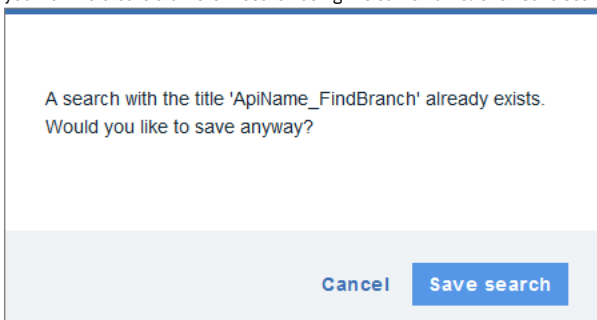 A search with the title 'ApiName_FindBranch' already exists.
Would you like to save anyway?
Cancel
Save search